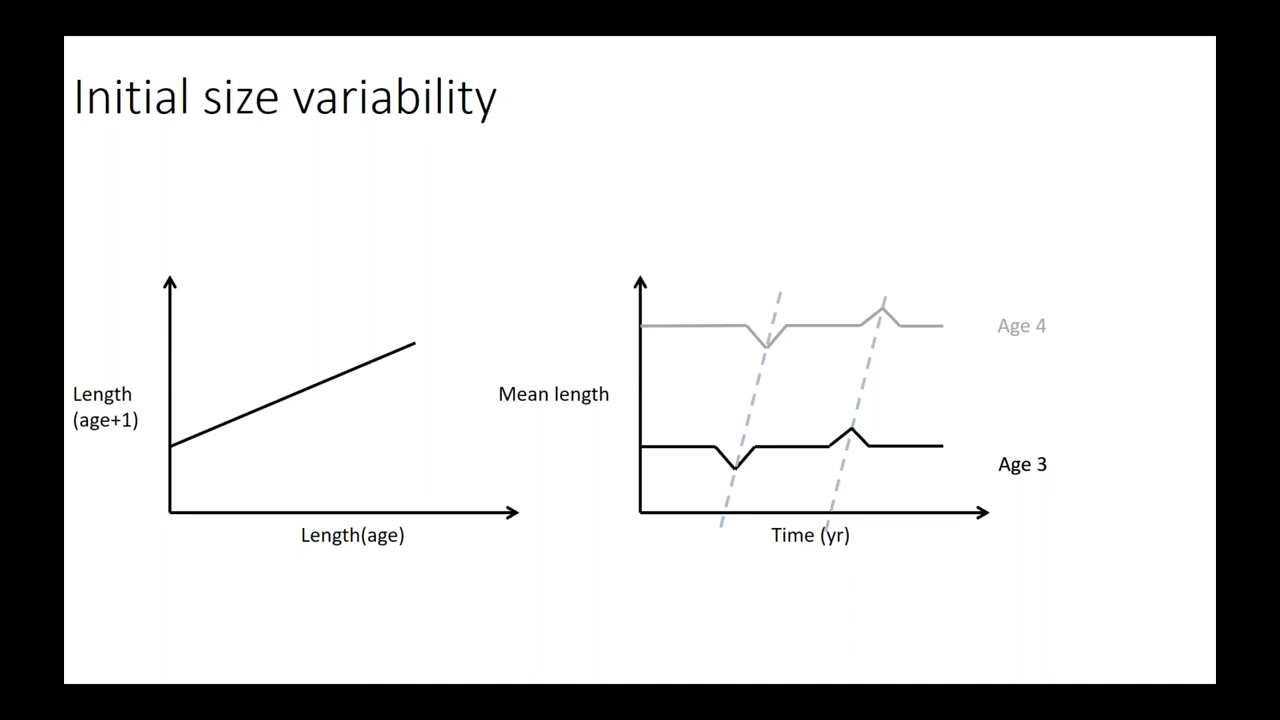 Initial size variability
Length
(age+1)
Length(age)
Mean length
Age 4
Age 3
Time (yr)